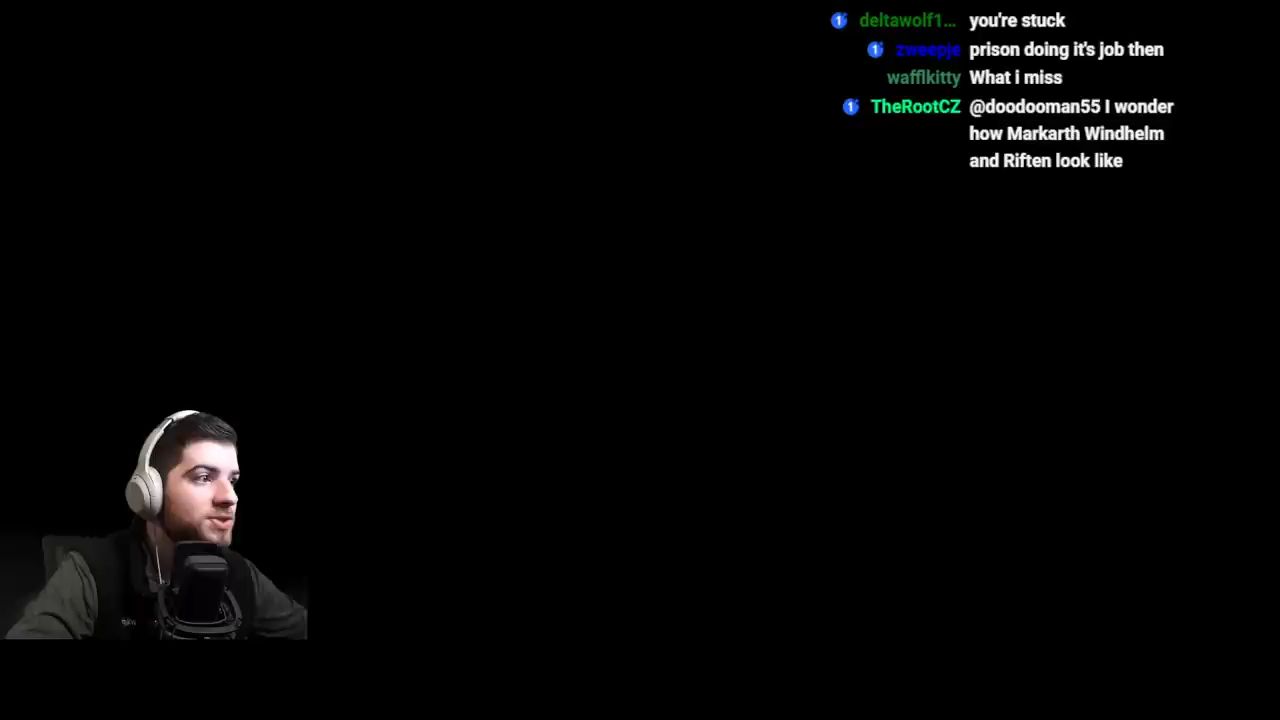 deltawolf1... you're stuck
zweepje prison doing it's job then
wafflkitty What i miss
TheRootCZ @doodooman55 I wonder
how Markarth Windhelm
and Riften look like